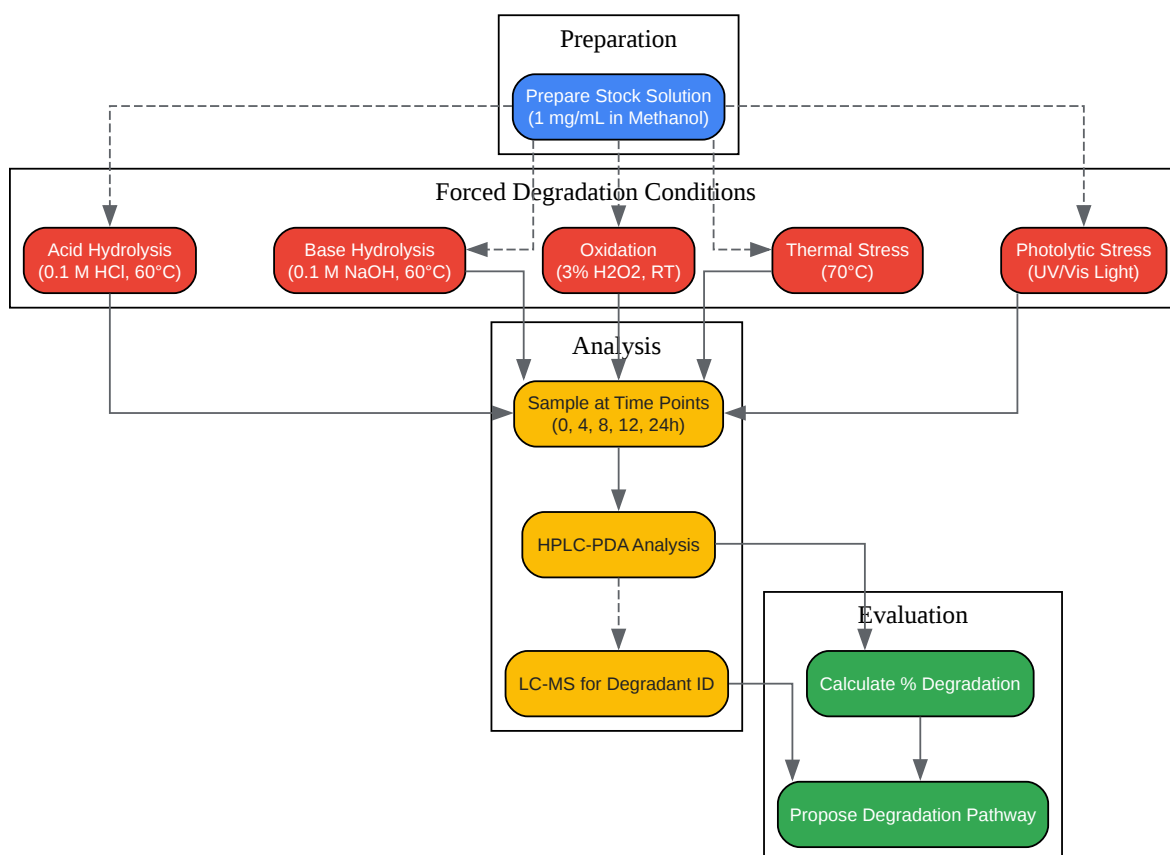 Preparation
Prepare Stock Solution
(1 mg/mL in Methanol)
Forced Degradation Conditions
Acid Hydrolysis
(0.1 M HCl, 60°C)
Base Hydrolysis
(0.1 M NaOH, 60°C)
Oxidation
(3% H2O2, RT)
Thermal Stress
(70°C)
Photolytic Stress
(UV/Vis Light)
Analysis
Sample at Time Points
(0, 4, 8, 12, 24h)
HPLC-PDA Analysis
LC-MS for Degradant ID
Evaluation
Calculate % Degradation
Propose Degradation Pathway